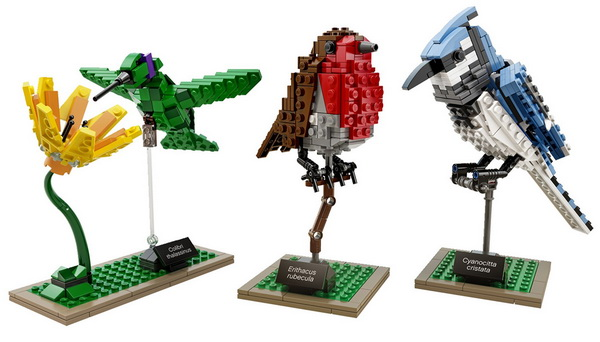 Colibri
thalassinus
Erithacus
rubecula
Cyanocitta
cristata